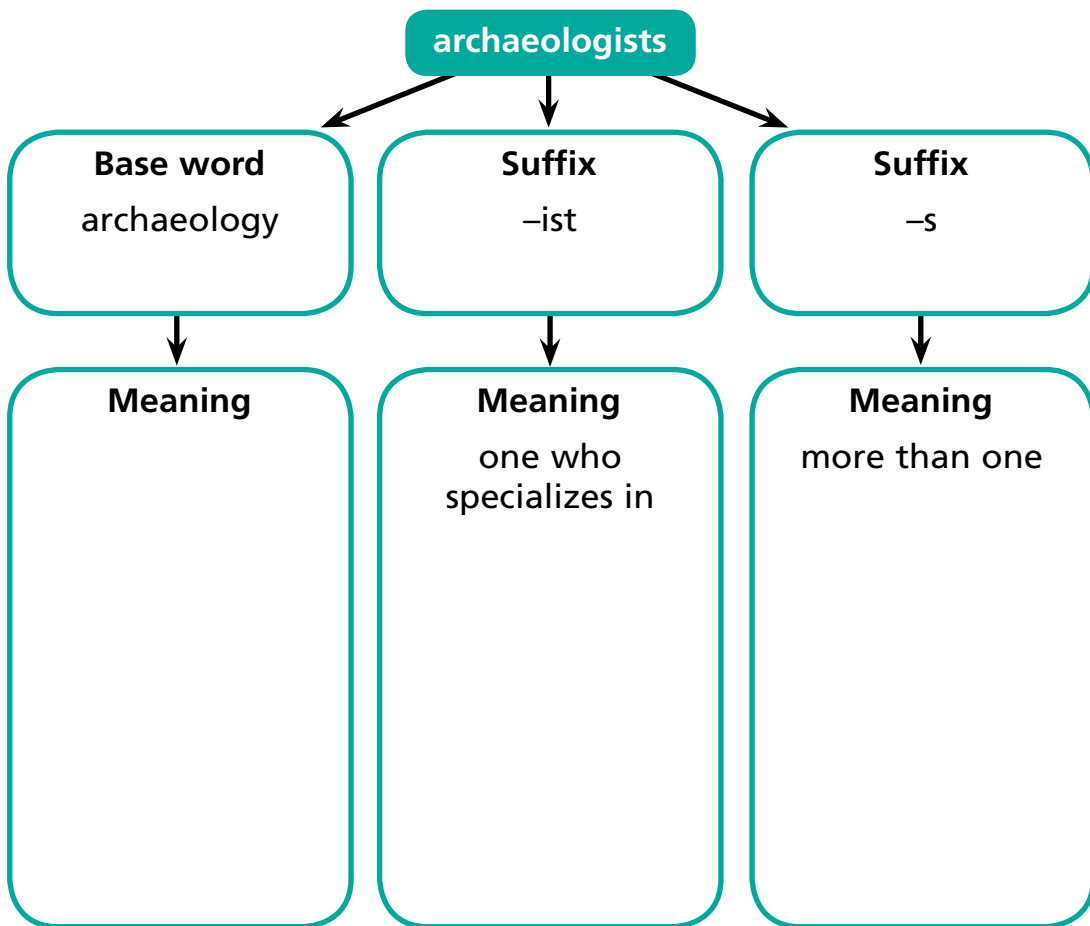 archaeologists
Base word
archaeology
Suffix
–ist
Suffix
–s
Meaning
Meaning
one who
specializes in
Meaning
more than one